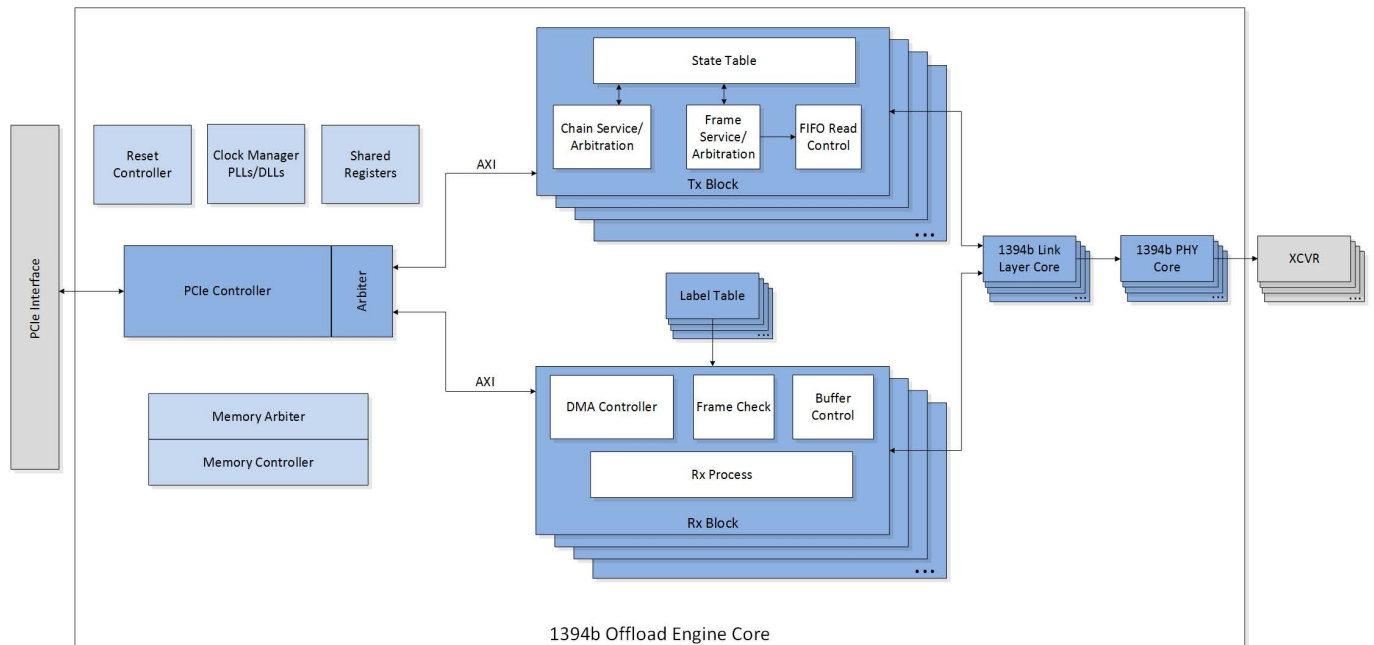 State Table
Chain Service/
Arbitration
Frame
Service/
Arbitration
FIFO Read
Control
Tx Block
...
Reset
Controller
Clock Manager
PLLs/DLLs
Shared
Registers
AXI
PCIe Interface
PCIe Controller
Arbiter
1394b Link
Layer Core
...
1394b PHY
Core
...
XCVR
...
Label Table
...
AXI
DMA Controller
Frame Check
Buffer
Control
Rx Process
Rx Block
...
Memory Arbiter
Memory Controller
1394b Offload Engine Core